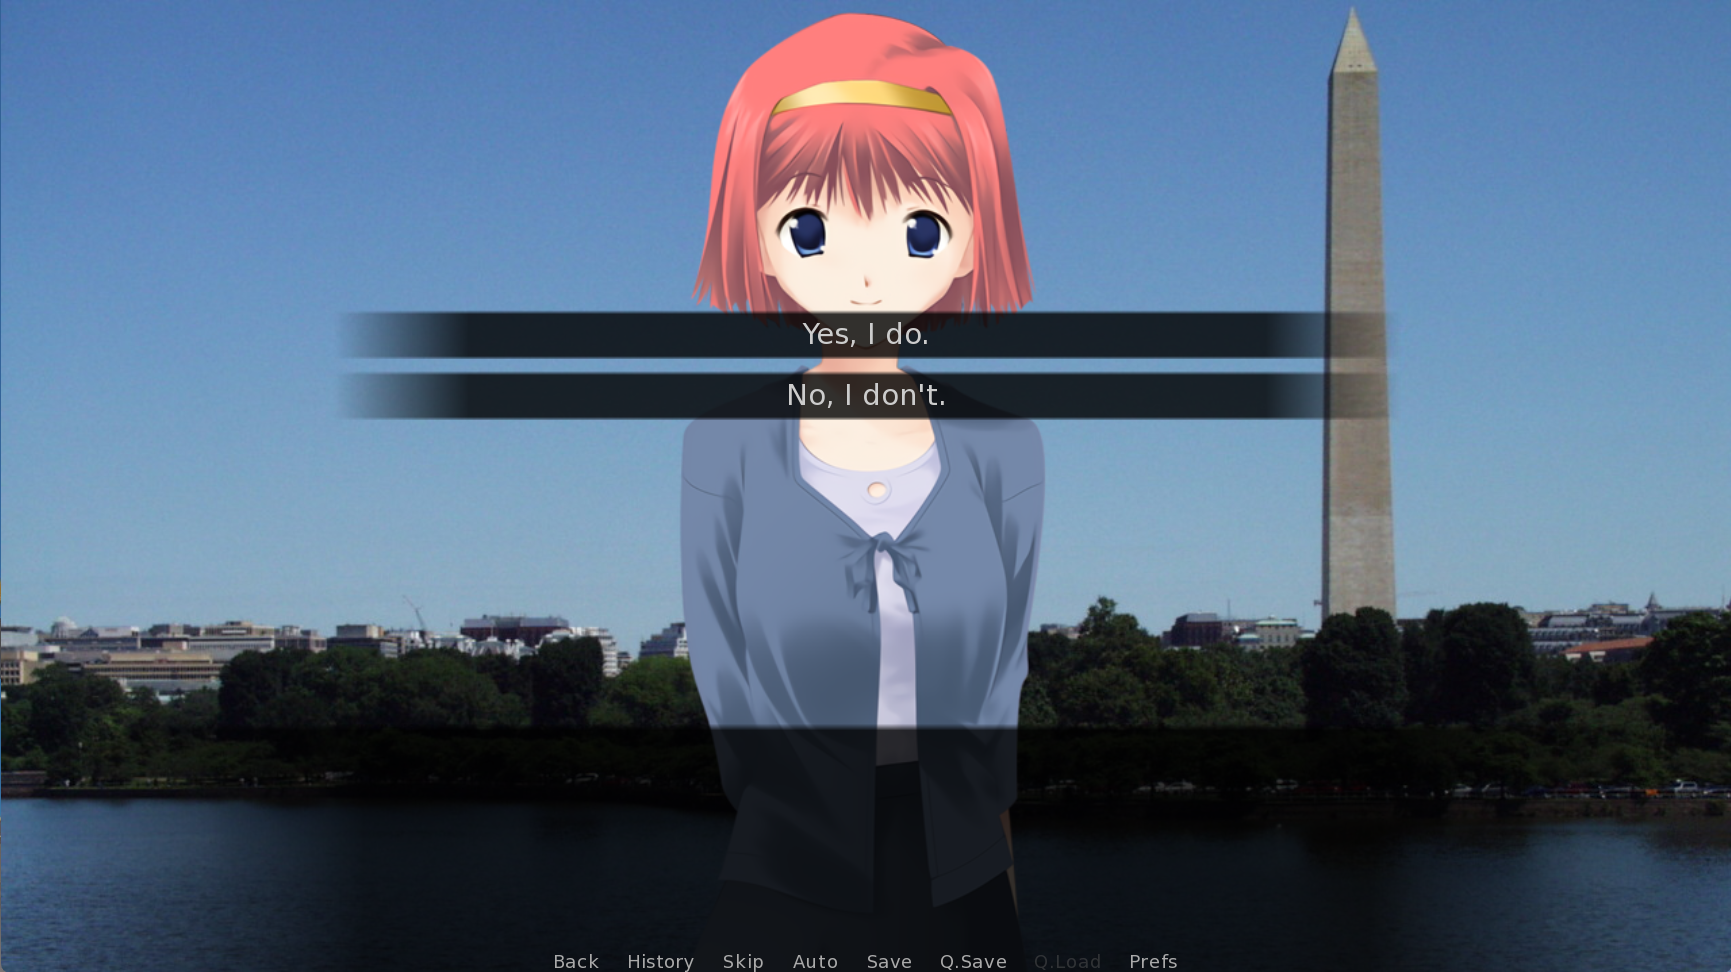 Yes, I do.
No, I don't.
Back History Skip Auto Save Q.Save Q.Load Prefs